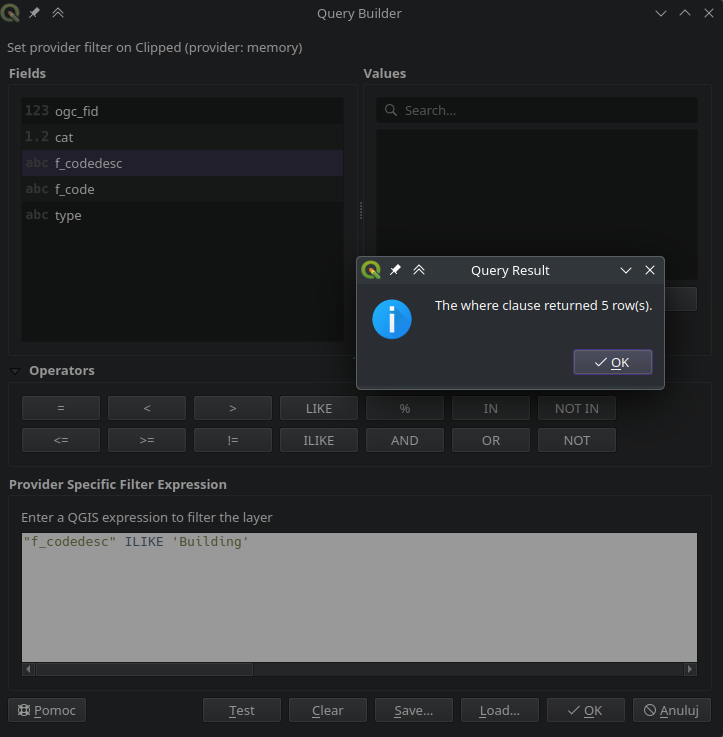 Query Builder
Set provider filter on Clipped (provider: memory)
Fields
Values
123 ogc_fid
1.2 cat
abc f_codedesc
abc f_code
abc type
Search...
Query Result
The where clause returned 5 row(s).
OK
Operators
= < > LIKE % IN NOT IN
<= >= != ILIKE AND OR NOT
Provider Specific Filter Expression
Enter a QGIS expression to filter the layer
"f_codedesc" ILIKE 'Building'
Pomoc Test Clear Save... Load... OK Anuluj